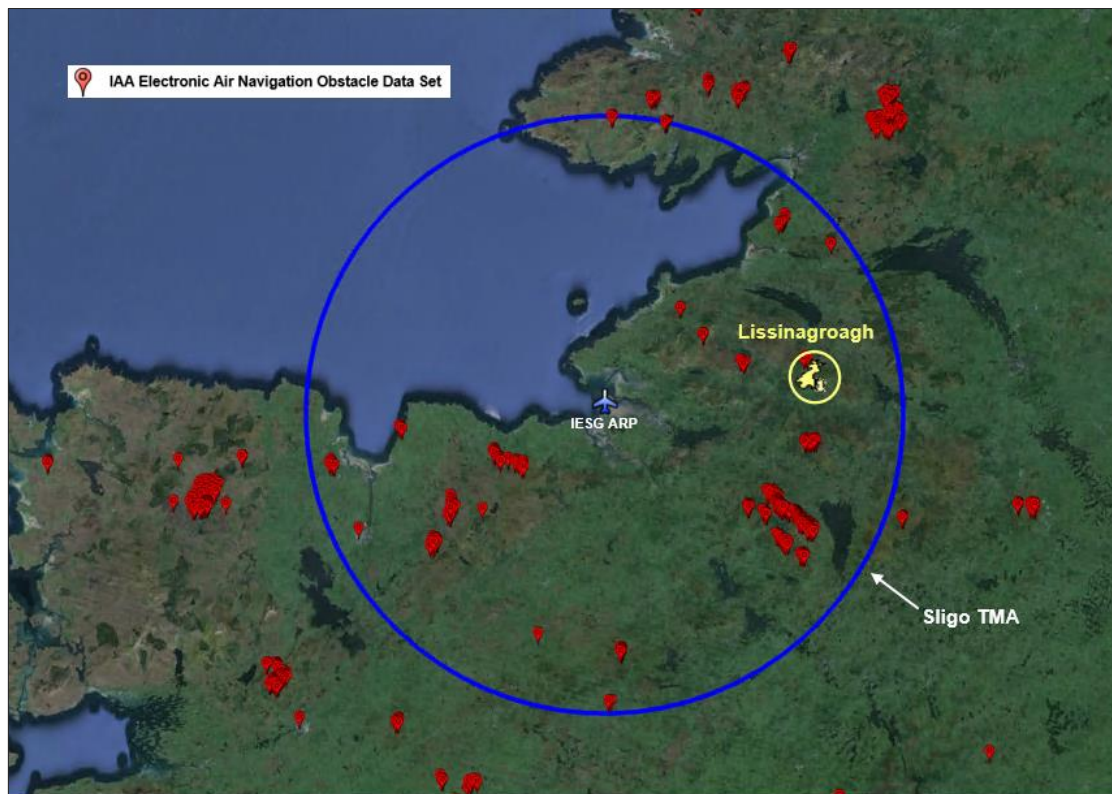 IAA Electronic Air Navigation Obstacle Data Set
Lissinagroagh
IESG ARP
Sligo TMA